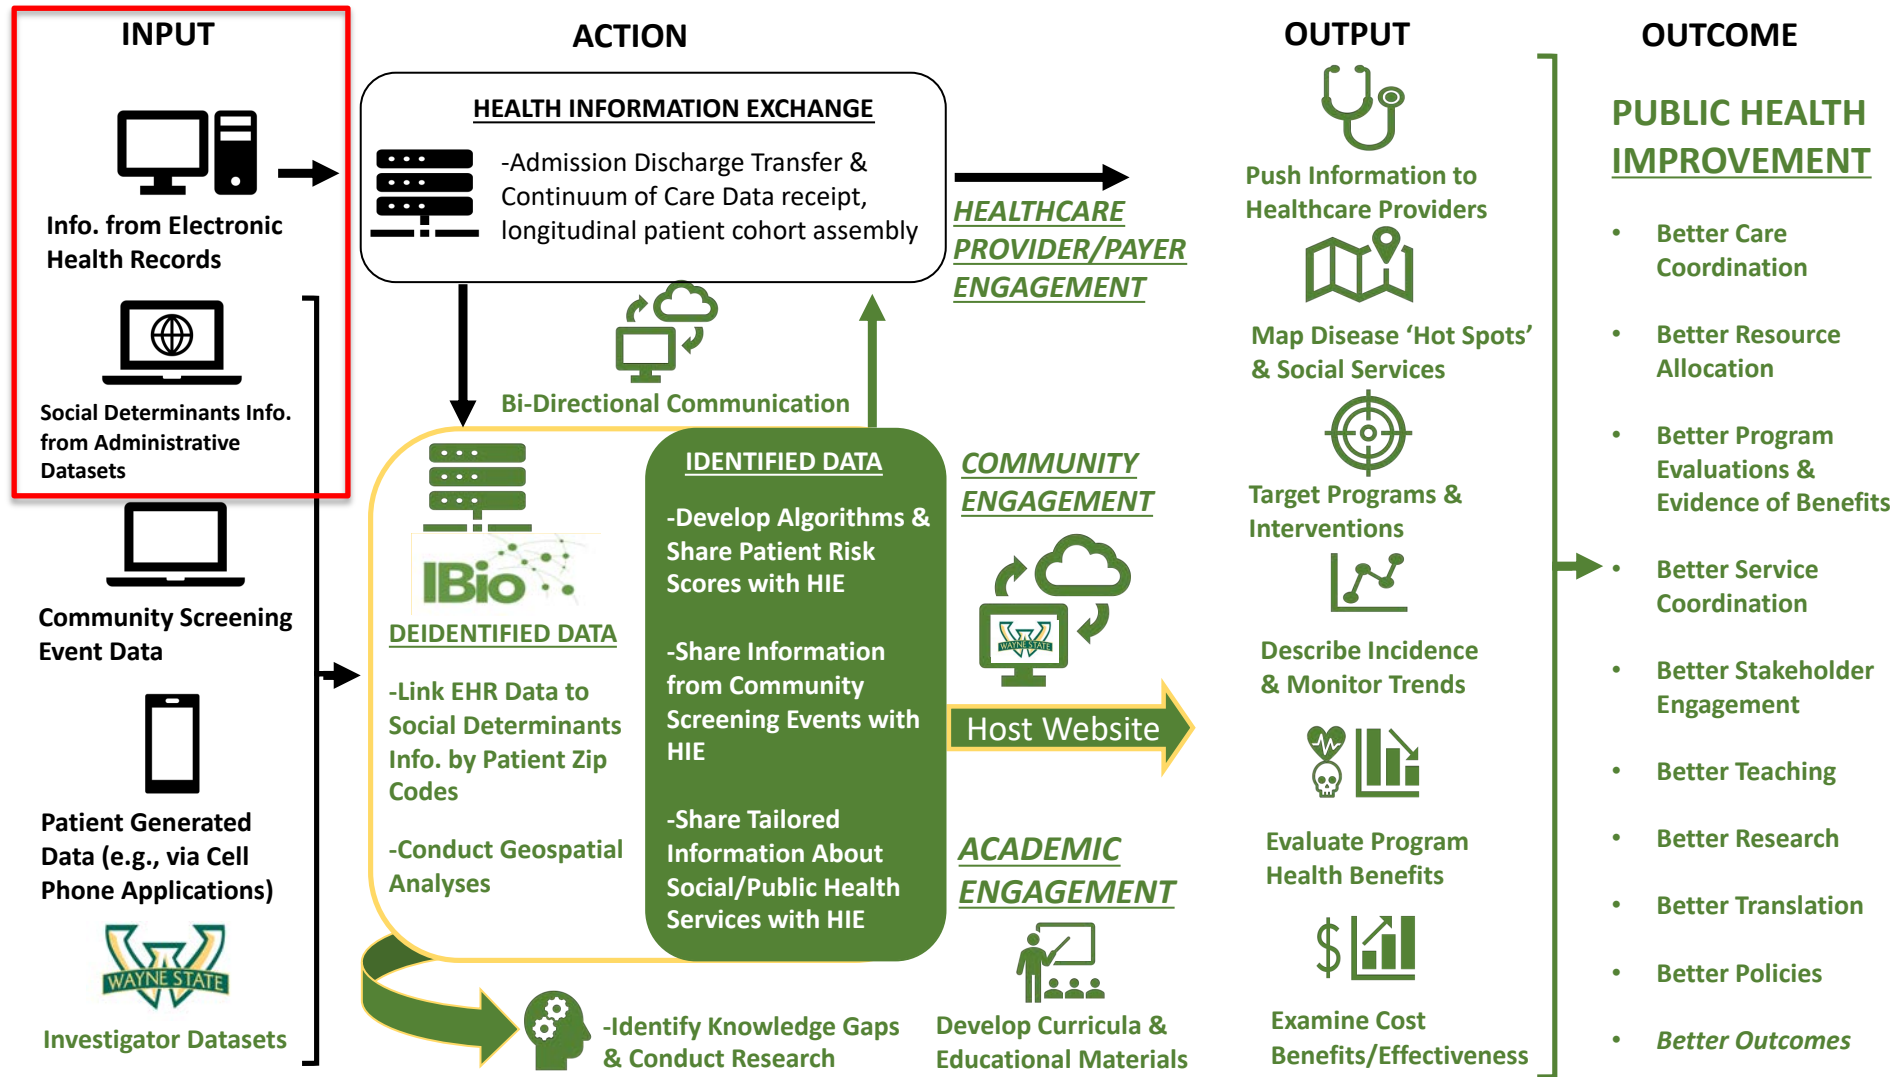 INPUT
Info. from Electronic
Health Records
Social Determinants Info.
from Administrative
Datasets
Community Screening
Event Data
Patient Generated
Data (e.g., via Cell
Phone Applications)
WAYNE STATE
Investigator Datasets
ACTION
HEALTH INFORMATION EXCHANGE
-Admission Discharge Transfer &
Continuum of Care Data receipt,
longitudinal patient cohort assembly
Bi-Directional Communication
IBio
DEIDENTIFIED DATA
-Link EHR Data to
Social Determinants
Info. by Patient Zip
Codes
-Conduct Geospatial
Analyses
IDENTIFIED DATA
-Develop Algorithms &
Share Patient Risk
Scores with HIE
-Share Information
from Community
Screening Events with
HIE
-Share Tailored
Information About
Social/Public Health
Services with HIE
-Identify Knowledge Gaps
& Conduct Research
HEALTHCARE
PROVIDER/PAYER
ENGAGEMENT
COMMUNITY
ENGAGEMENT
WAYNE STATE
Host Website
ACADEMIC
ENGAGEMENT
Develop Curricula &
Educational Materials
OUTPUT
Push Information to
Healthcare Providers
Map Disease ‘Hot Spots’
& Social Services
Target Programs &
Interventions
Describe Incidence
& Monitor Trends
Evaluate Program
Health Benefits
$
Examine Cost
Benefits/Effectiveness
OUTCOME
PUBLIC HEALTH
IMPROVEMENT
• Better Care
Coordination
• Better Resource
Allocation
• Better Program
Evaluations &
Evidence of Benefits
• Better Service
Coordination
• Better Stakeholder
Engagement
• Better Teaching
• Better Research
• Better Translation
• Better Policies
• Better Outcomes